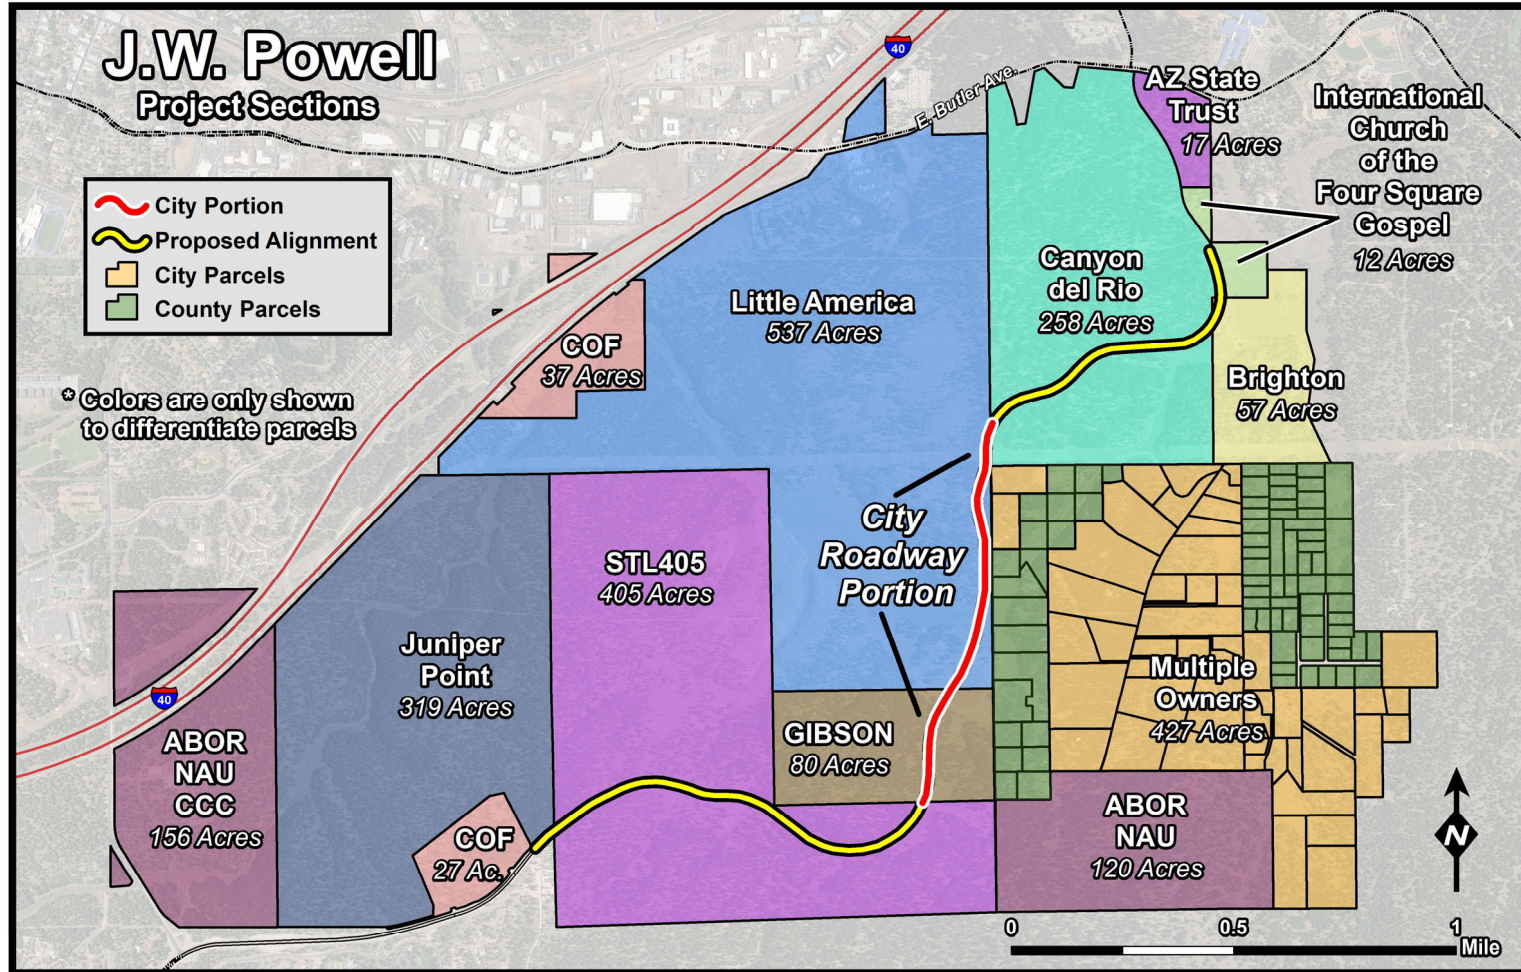 J.W. Powell
Project Sections
40
E. Butler Ave.
AZ State
Trust
17 Acres
International
Church
of the
Four Square
Gospel
12 Acres
City Portion
Proposed Alignment
City Parcels
County Parcels
* Colors are only shown
to differentiate parcels
COF
37 Acres
Little America
537 Acres
Canyon
del Rio
258 Acres
Brighton
57 Acres
City
Roadway
Portion
STL405
405 Acres
Juniper
Point
319 Acres
40
ABOR
NAU
CCC
156 Acres
COF
27 Ac.
GIBSON
80 Acres
Multiple
Owners
427 Acres
ABOR
NAU
120 Acres
N
0 0.5 1
Mile